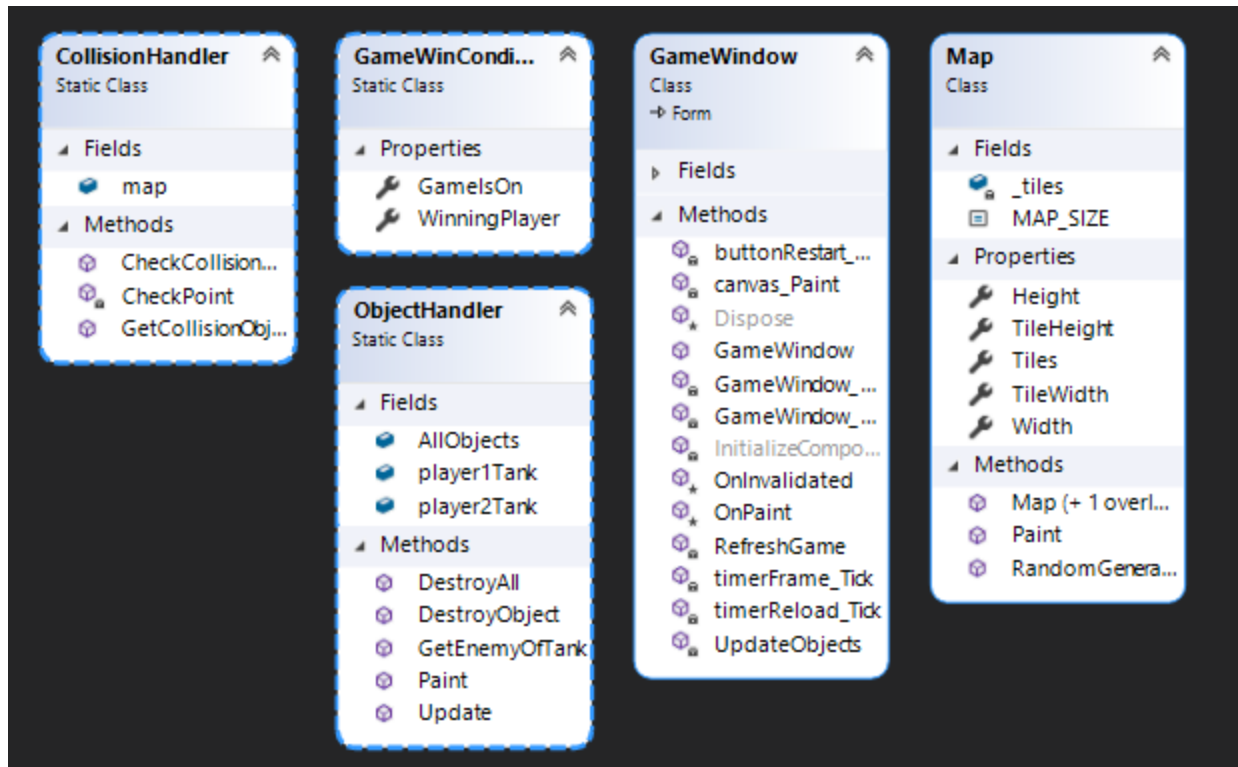 CollisionHandler
Static Class
Fields
map
Methods
CheckCollision...
CheckPoint
GetCollisionObj...
GameWinCondi...
Static Class
Properties
GameIsOn
WinningPlayer
ObjectHandler
Static Class
Fields
AllObjects
player1Tank
player2Tank
Methods
DestroyAll
DestroyObject
GetEnemyOfTank
Paint
Update
GameWindow
Class
Form
Fields
Methods
buttonRestart_...
canvas_Paint
Dispose
GameWindow
GameWindow_...
GameWindow_...
InitializeCompo...
OnInvalidated
OnPaint
RefreshGame
timerFrame_Tick
timerReload_Tick
UpdateObjects
Map
Class
Fields
_tiles
MAP_SIZE
Properties
Height
TileHeight
Tiles
TileWidth
Width
Methods
Map (+ 1 overl...
Paint
RandomGenera...